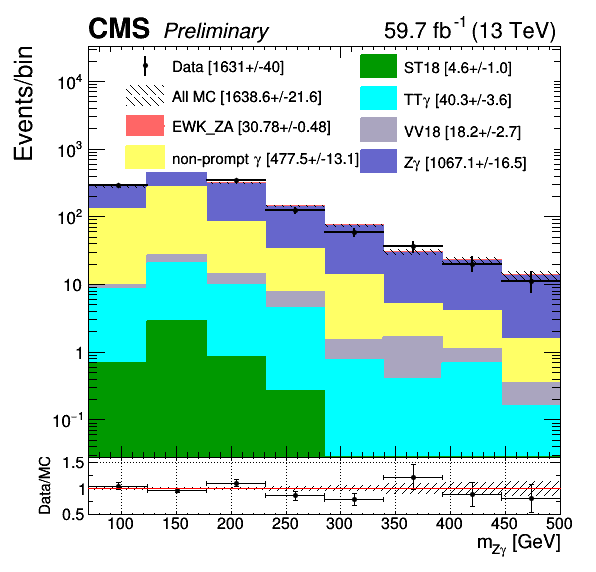 CMS Preliminary 59.7 fb⁻¹ (13 TeV)
Events/bin
10⁴
10³
10²
10
1
10⁻¹
Data [1631+/-40]
All MC [1638.6+/-21.6]
EWK_ZA [30.78+/-0.48]
non-prompt γ [477.5+/-13.1]
ST18 [4.6+/-1.0]
TTγ [40.3+/-3.6]
VV18 [18.2+/-2.7]
Zγ [1067.1+/-16.5]
Data/MC
1.5
1
0.5
100 150 200 250 300 350 400 450 500
m_Zγ [GeV]